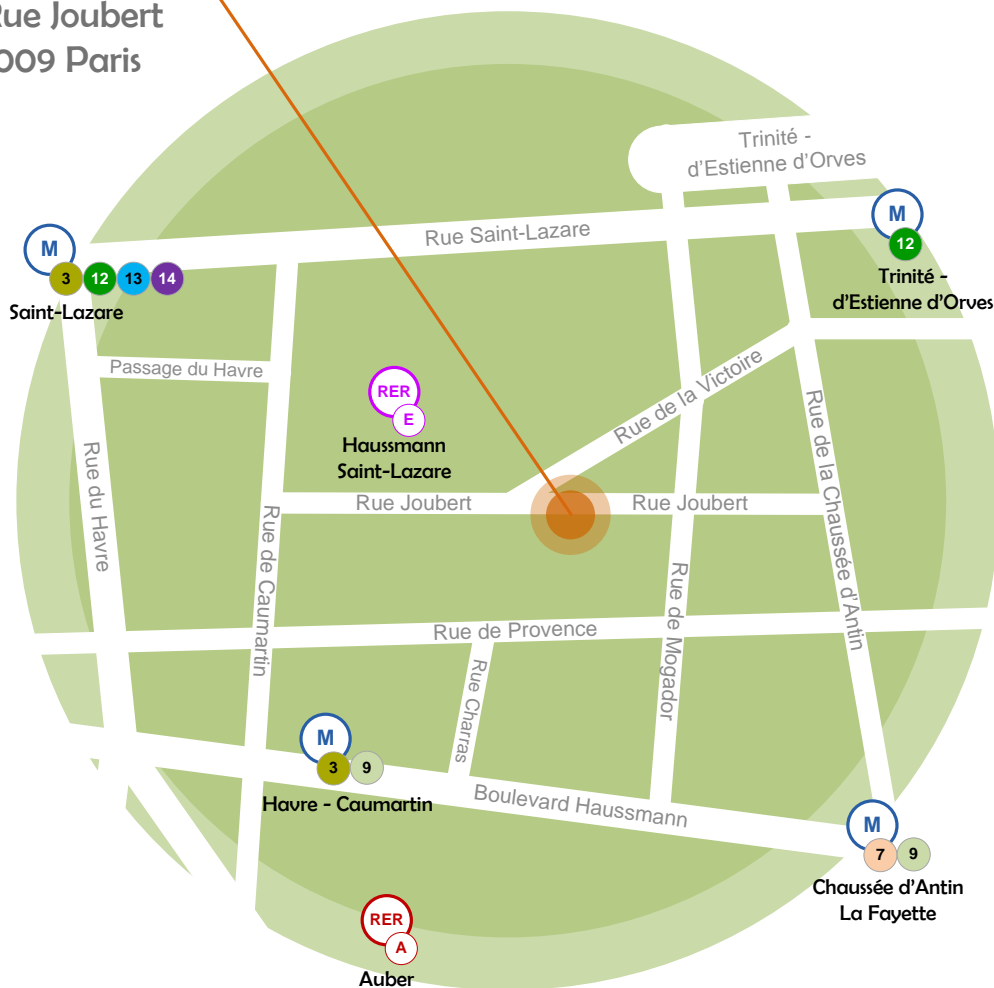 Rue Joubert
009 Paris
Trinité -
d'Estienne d'Orves
Rue Saint-Lazare
M
12
Trinité -
d'Estienne d'Orves
M
3 12 13 14
Saint-Lazare
Passage du Havre
RER
E
Haussmann
Saint-Lazare
Rue de la Victoire
Rue de la Chaussée d'Antin
Rue du Havre
Rue Joubert
Rue Joubert
Rue de Caumartin
Rue de Mogador
Rue de Provence
Rue Charras
M
3 9
Havre - Caumartin
Boulevard Haussmann
M
7 9
Chaussée d'Antin
La Fayette
RER
A
Auber